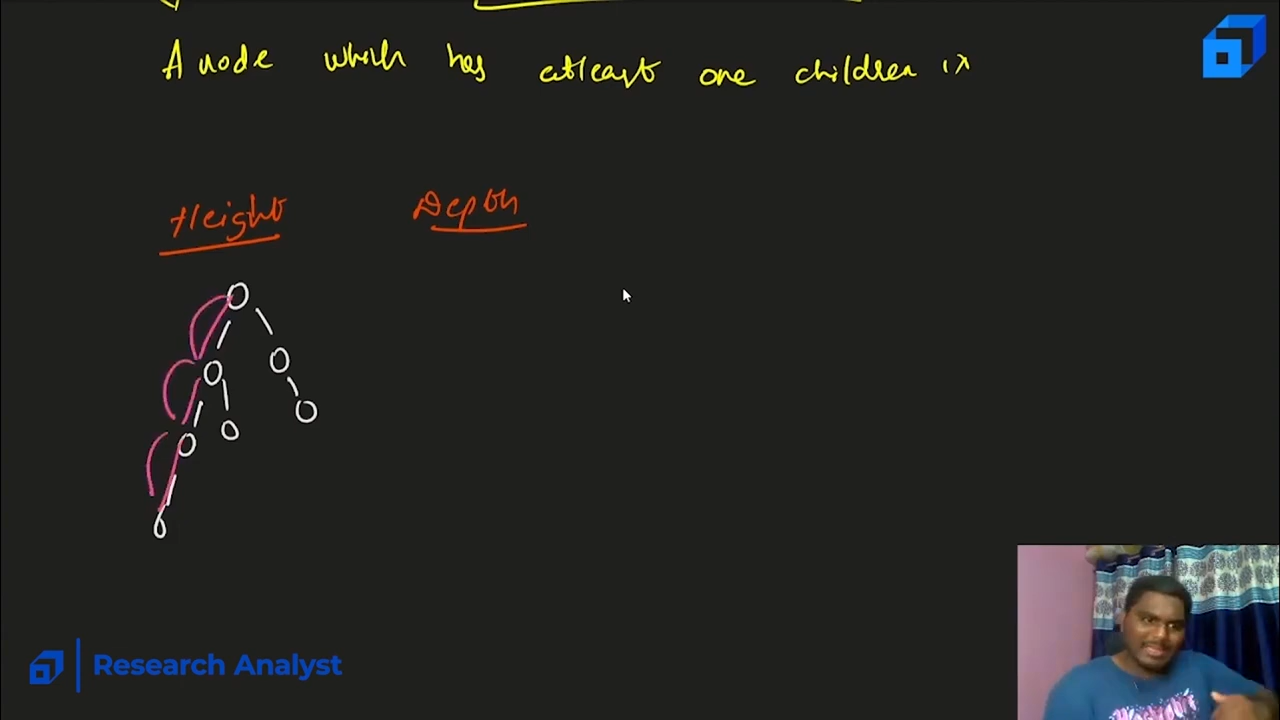 A node which has atleast one children is
Height Depth
Research Analyst